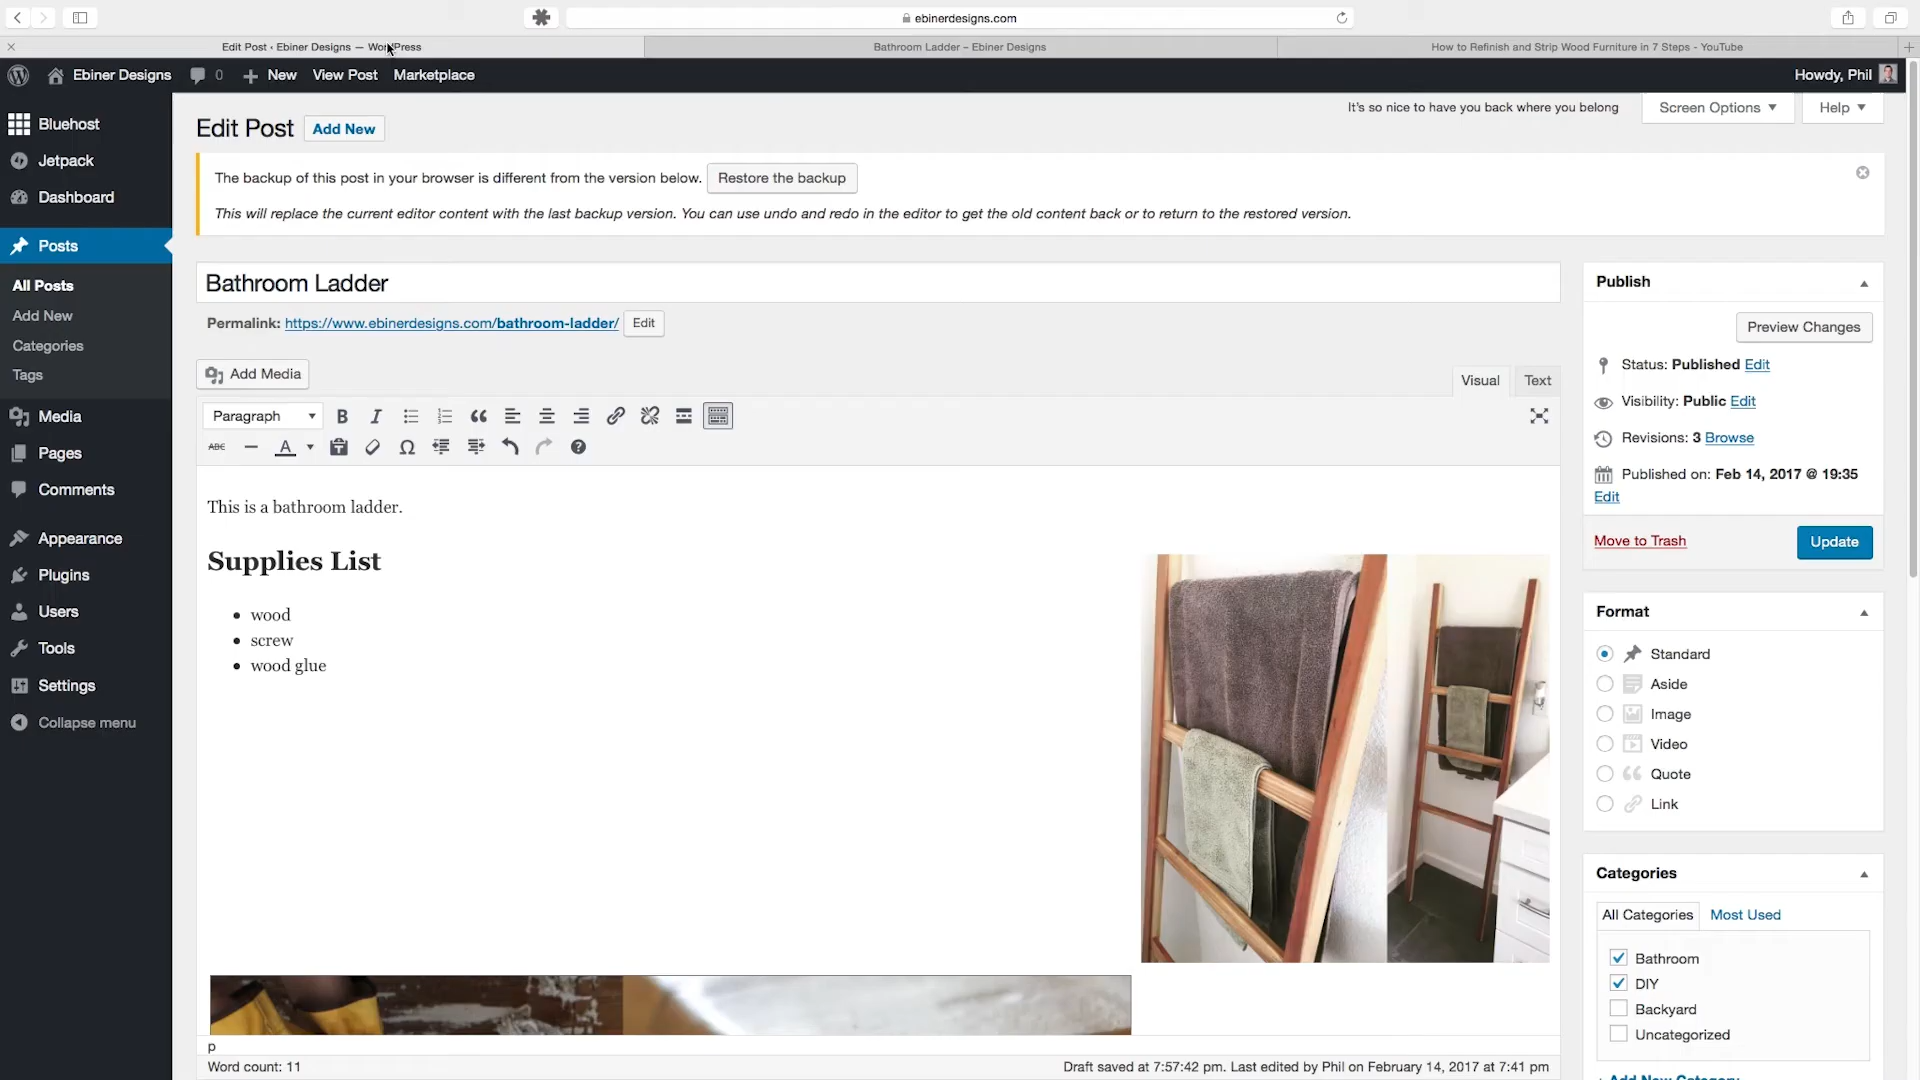 ebinerdesigns.com
Edit Post ‹ Ebiner Designs — WordPress
Bathroom Ladder – Ebiner Designs
How to Refinish and Strip Wood Furniture in 7 Steps - YouTube
Ebiner Designs
0
New
View Post
Marketplace
Howdy, Phil
It's so nice to have you back where you belong
Screen Options
Help
Bluehost
Jetpack
Dashboard
Posts
All Posts
Add New
Categories
Tags
Media
Pages
Comments
Appearance
Plugins
Users
Tools
Settings
Collapse menu
Edit Post
Add New
The backup of this post in your browser is different from the version below.
Restore the backup
This will replace the current editor content with the last backup version. You can use undo and redo in the editor to get the old content back or to return to the restored version.
Bathroom Ladder
Permalink: https://www.ebinerdesigns.com/bathroom-ladder/
Edit
Add Media
Visual
Text
Paragraph
B
I
ABC
A
Ω
This is a bathroom ladder.
Supplies List
wood
screw
wood glue
p
Word count: 11
Draft saved at 7:57:42 pm. Last edited by Phil on February 14, 2017 at 7:41 pm
Publish
Preview Changes
Status: Published Edit
Visibility: Public Edit
Revisions: 3 Browse
Published on: Feb 14, 2017 @ 19:35
Edit
Move to Trash
Update
Format
Standard
Aside
Image
Video
Quote
Link
Categories
All Categories
Most Used
Bathroom
DIY
Backyard
Uncategorized
+ Add New Category